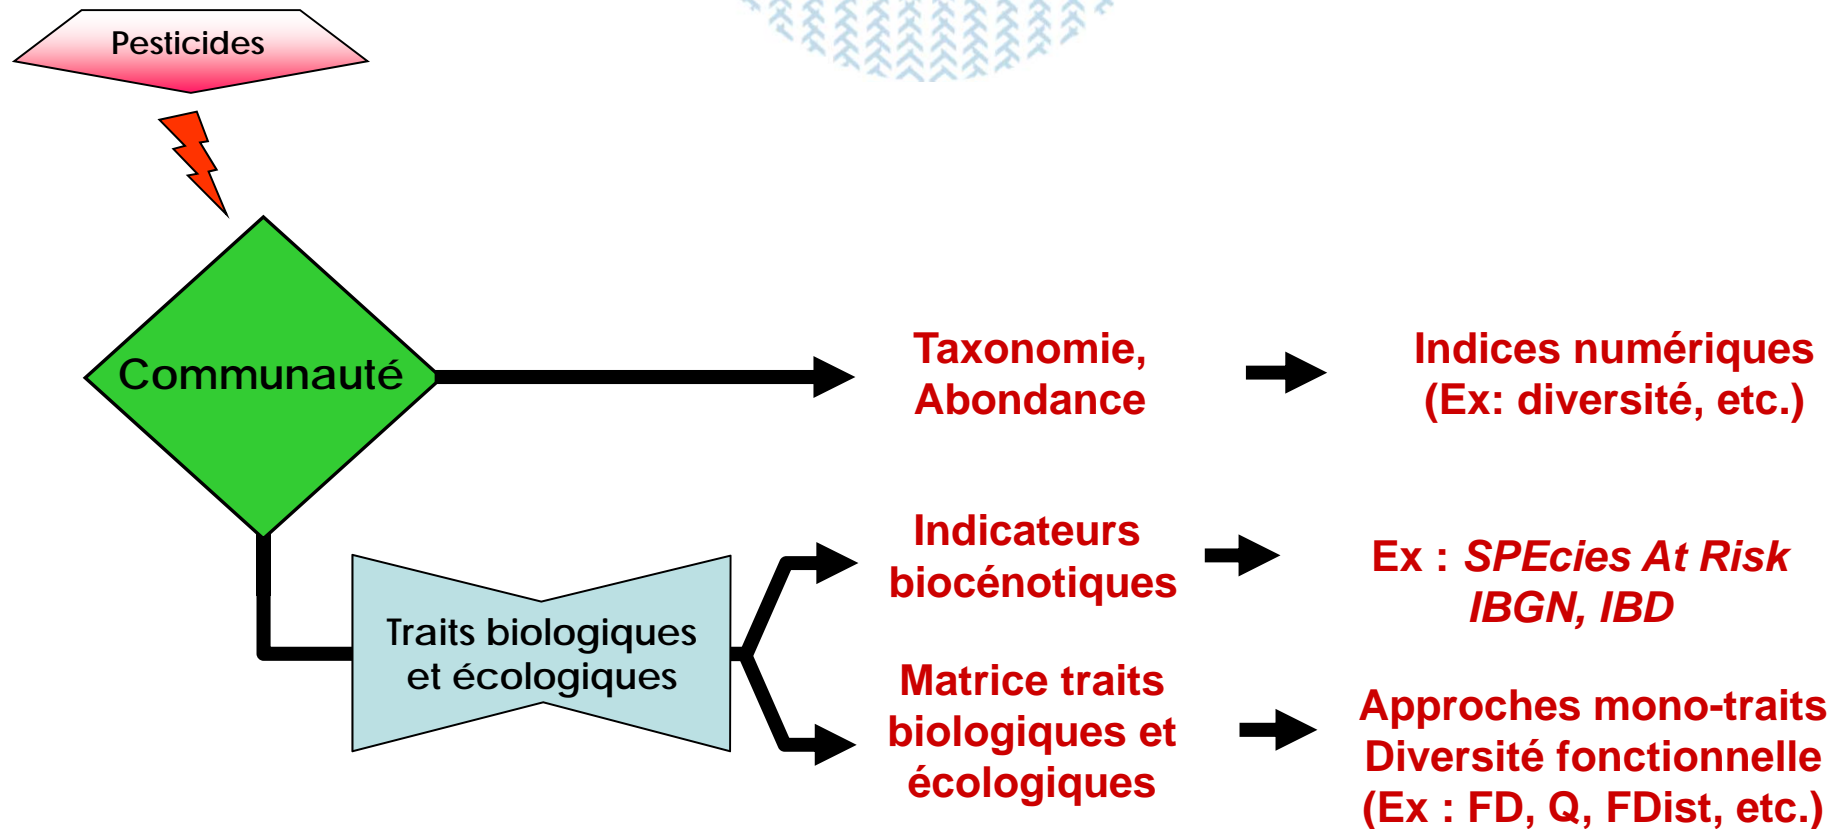 Pesticides
Communauté
Taxonomie,
Abondance
Indices numériques
(Ex: diversité, etc.)
Traits biologiques
et écologiques
Indicateurs
biocénotiques
Ex : SPEcies At Risk
IBGN, IBD
Matrice traits
biologiques et
écologiques
Approches mono-traits
Diversité fonctionnelle
(Ex : FD, Q, FDist, etc.)